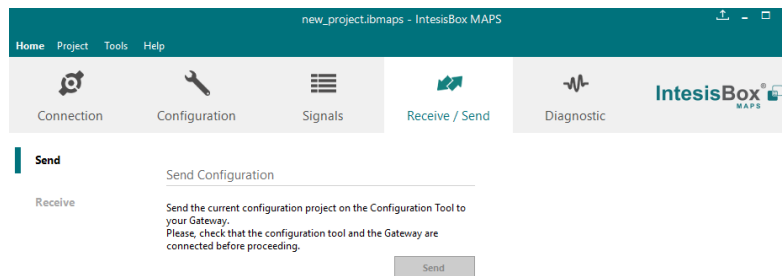 new_project.ibmaps - IntesisBox MAPS
Home Project Tools Help
Connection Configuration Signals Receive / Send Diagnostic
IntesisBox®
MAPS
Send
Send Configuration
Receive
Send the current configuration project on the Configuration Tool to
your Gateway.
Please, check that the configuration tool and the Gateway are
connected before proceeding.
Send